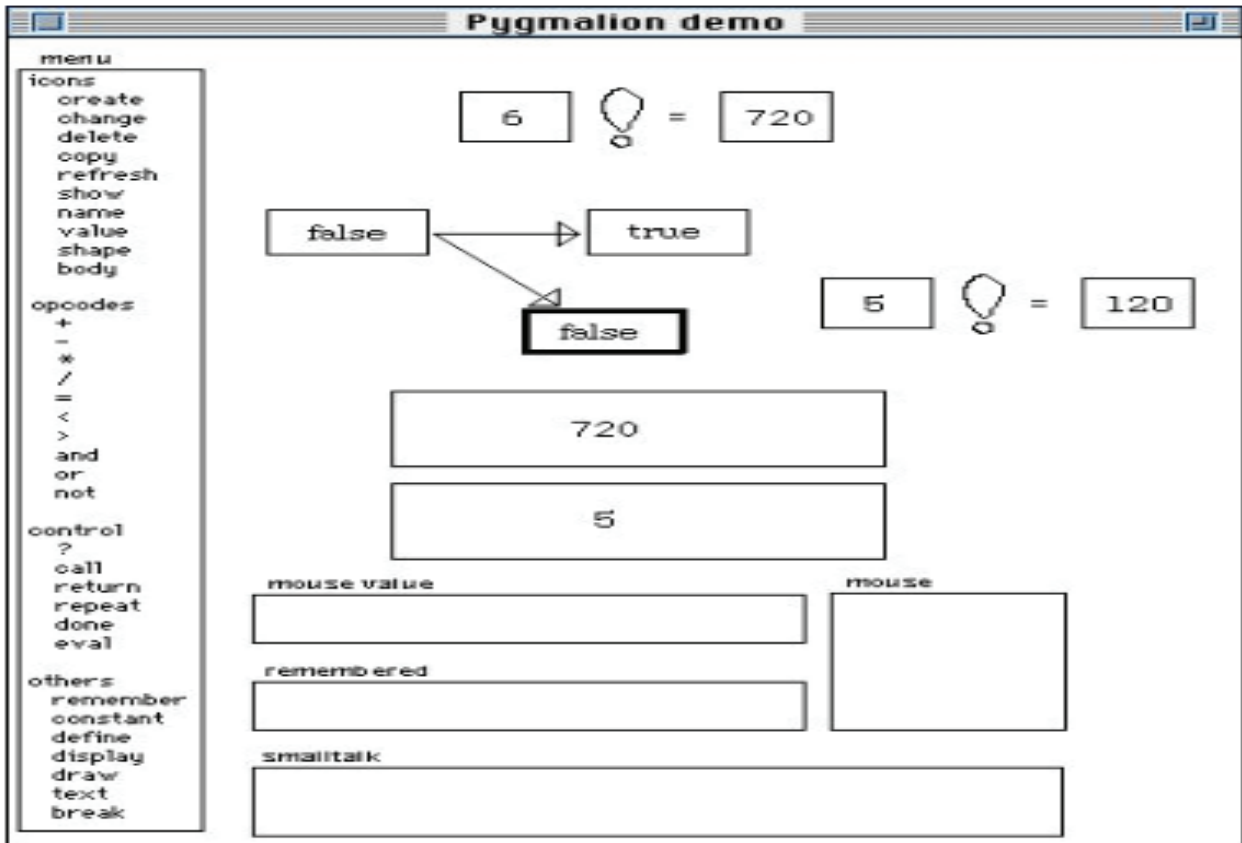 Pygmalion demo
menu
icons
create
change
delete
copy
refresh
show
name
value
shape
body
opcodes
+
-
*
/
=
<
>
and
or
not
control
?
call
return
repeat
done
eval
others
remember
constant
define
display
draw
text
break
6 ! = 720
false true
false
5 ! = 120
720
5
mouse value
mouse
remembered
smalltalk